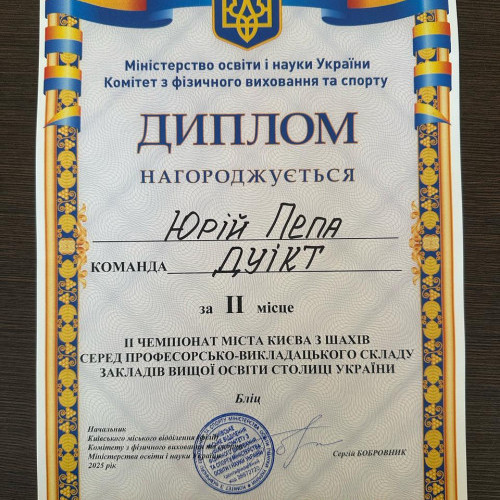 Міністерство освіти і науки України
Комітет з фізичного виховання та спорту
ДИПЛОМ
НАГОРОДЖУЄТЬСЯ
Юрій Пепа
КОМАНДА ДУІКТ
за II місце
II ЧЕМПІОНАТ МІСТА КИЄВА З ШАХІВ
СЕРЕД ПРОФЕСОРСЬКО-ВИКЛАДАЦЬКОГО СКЛАДУ
ЗАКЛАДІВ ВИЩОЇ ОСВІТИ СТОЛИЦІ УКРАЇНИ
Бліц
Начальник
Київського міського відділення
Комітету з фізичного виховання та
Міністерства освіти і науки України
2025 рік
Сергій БОБРОВНИК